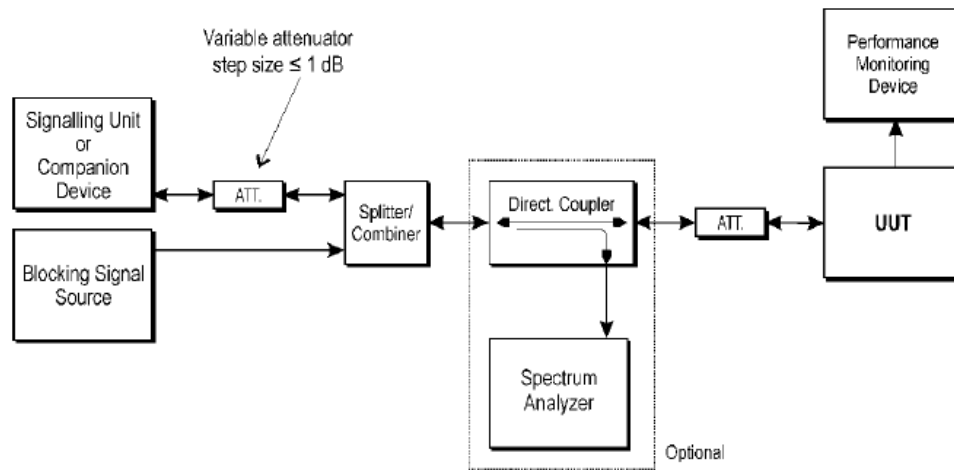 Variable attenuator
step size ≤ 1 dB
Performance
Monitoring
Device
Signalling Unit
or
Companion
Device
ATT.
Splitter/
Combiner
Direct. Coupler
ATT.
UUT
Blocking Signal
Source
Spectrum
Analyzer
Optional